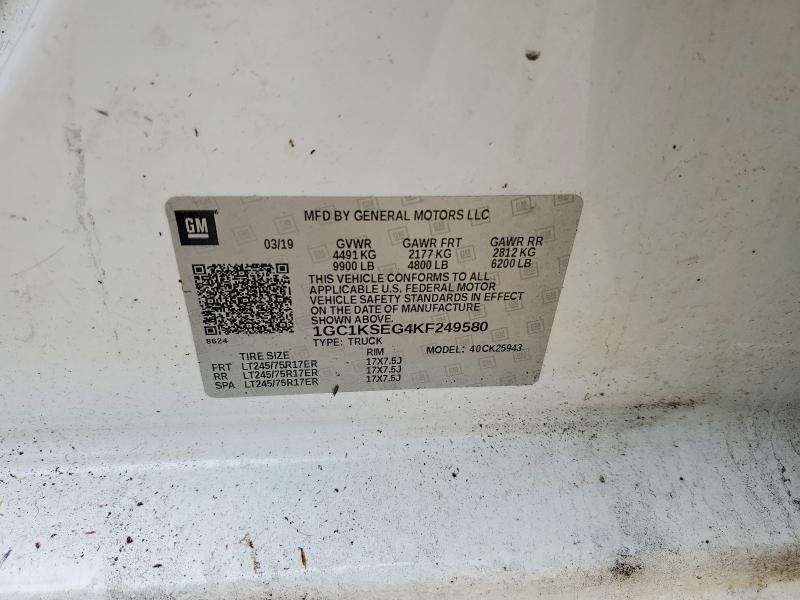 GM
MFD BY GENERAL MOTORS LLC
03/19 GVWR GAWR FRT GAWR RR
4491 KG 2177 KG 2812 KG
9900 LB 4800 LB 6200 LB
THIS VEHICLE CONFORMS TO ALL
APPLICABLE U.S. FEDERAL MOTOR
VEHICLE SAFETY STANDARDS IN EFFECT
ON THE DATE OF MANUFACTURE
SHOWN ABOVE.
8624
1GC1KSEG4KF249580
TYPE: TRUCK MODEL: 40CK25943
TIRE SIZE RIM
FRT LT245/75R17ER 17X7.5J
RR LT245/75R17ER 17X7.5J
SPA LT245/75R17ER 17X7.5J